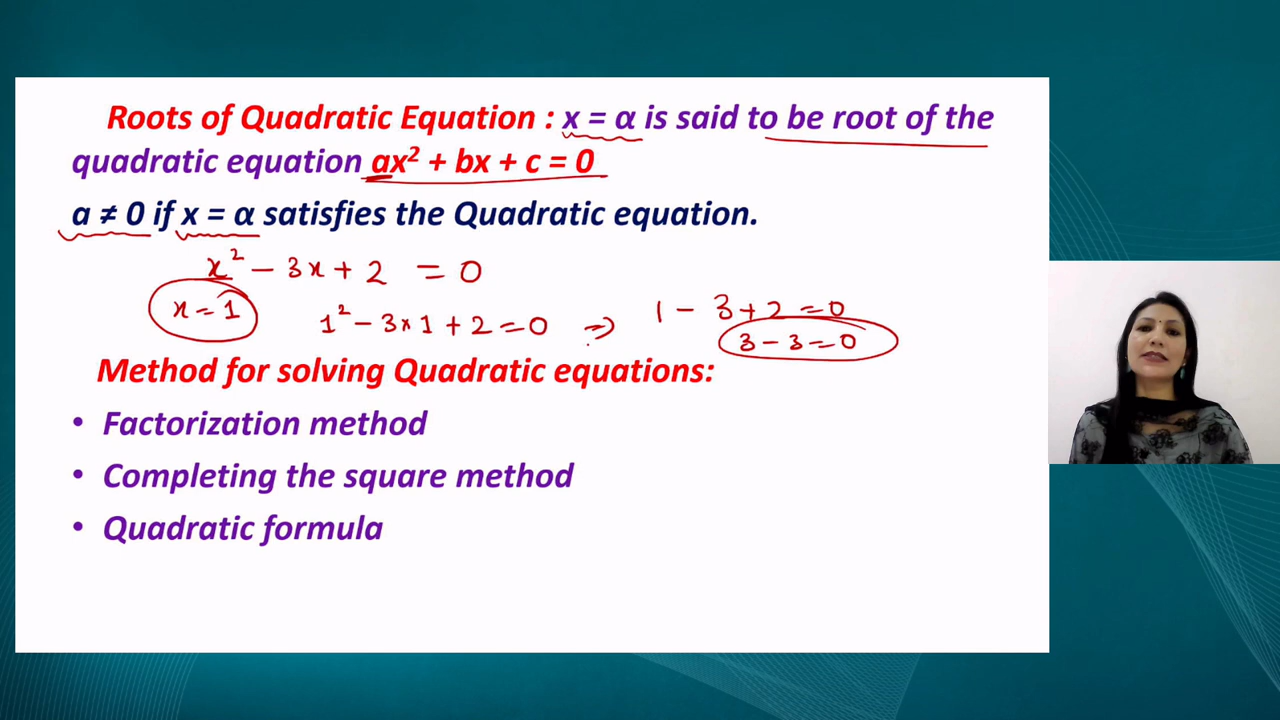 Roots of Quadratic Equation : x = α is said to be root of the
quadratic equation ax² + bx + c = 0
a ≠ 0 if x = α satisfies the Quadratic equation.
x² − 3x + 2 = 0
x = 1
1² − 3×1 + 2 = 0 ⇒ 1 − 3 + 2 = 0
3 − 3 = 0
Method for solving Quadratic equations:
• Factorization method
• Completing the square method
• Quadratic formula